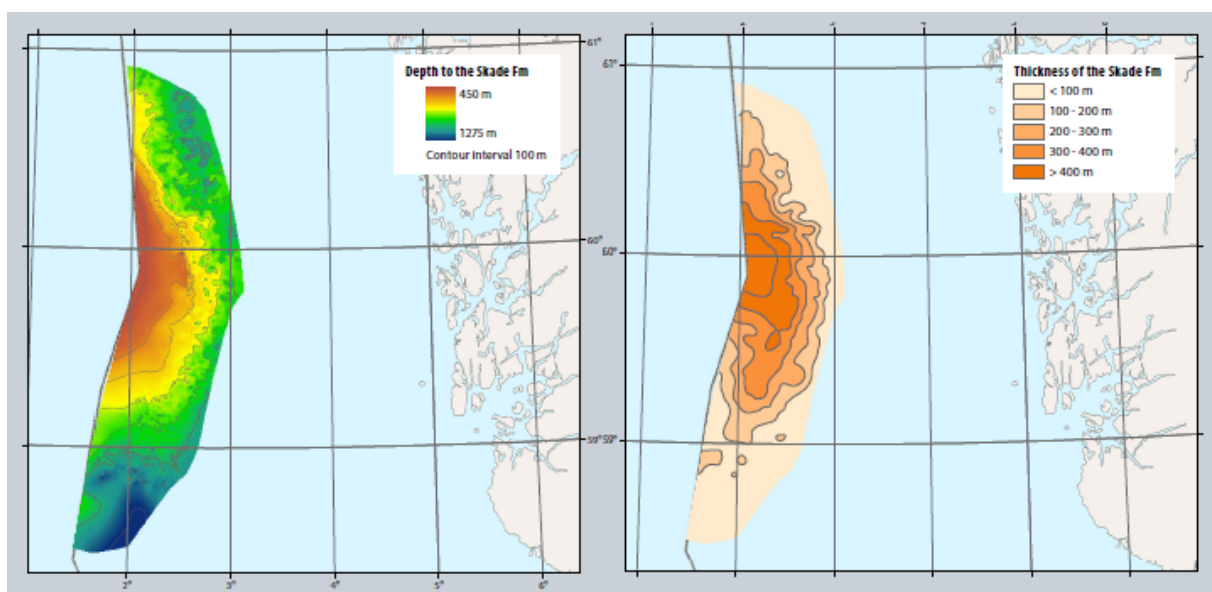 61°
Depth to the Skade Fm
450 m
1275 m
Contour Interval 100 m
60°
59°
2°
3°
4°
5°
6°
61°
Thickness of the Skade Fm
< 100 m
100 - 200 m
200 - 300 m
300 - 400 m
> 400 m
60°
59°